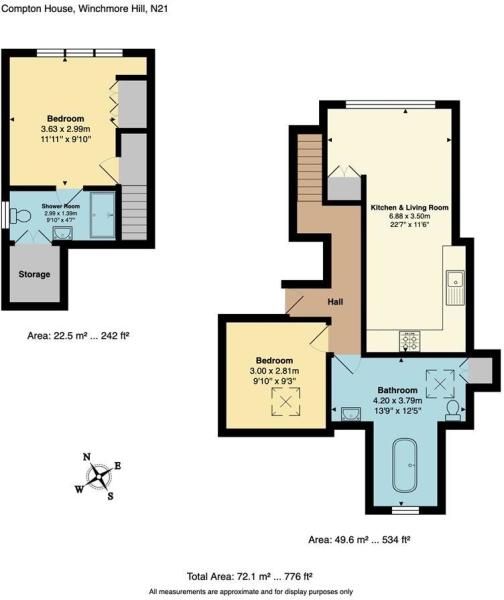 Compton House, Winchmore Hill, N21
Bedroom
3.63 x 2.99m
11'11" x 9'10"
Shower Room
2.99 x 1.39m
9'10" x 4'7"
Storage
Area: 22.5 m² ... 242 ft²
Kitchen & Living Room
6.88 x 3.50m
22'7" x 11'6"
Hall
Bedroom
3.00 x 2.81m
9'10" x 9'3"
Bathroom
4.20 x 3.79m
13'9" x 12'5"
N
E
W
S
Area: 49.6 m² ... 534 ft²
Total Area: 72.1 m² ... 776 ft²
All measurements are approximate and for display purposes only